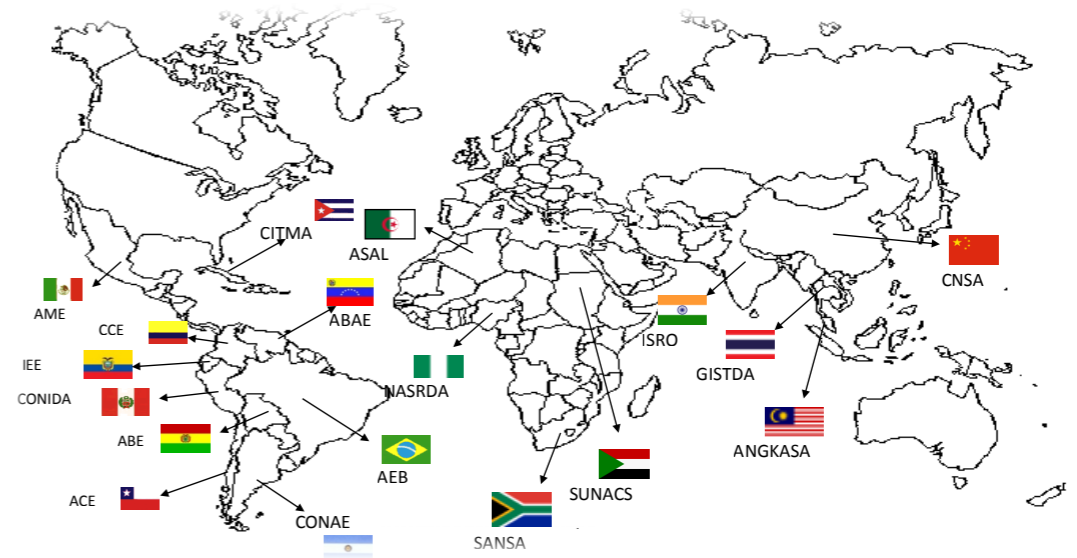 CITMA
ASAL
CNSA
AME
ABAE
CCE
ISRO
IEE
GISTDA
NASRDA
CONIDA
ABE
ANGKASA
AEB
ACE
SUNACS
CONAE
SANSA